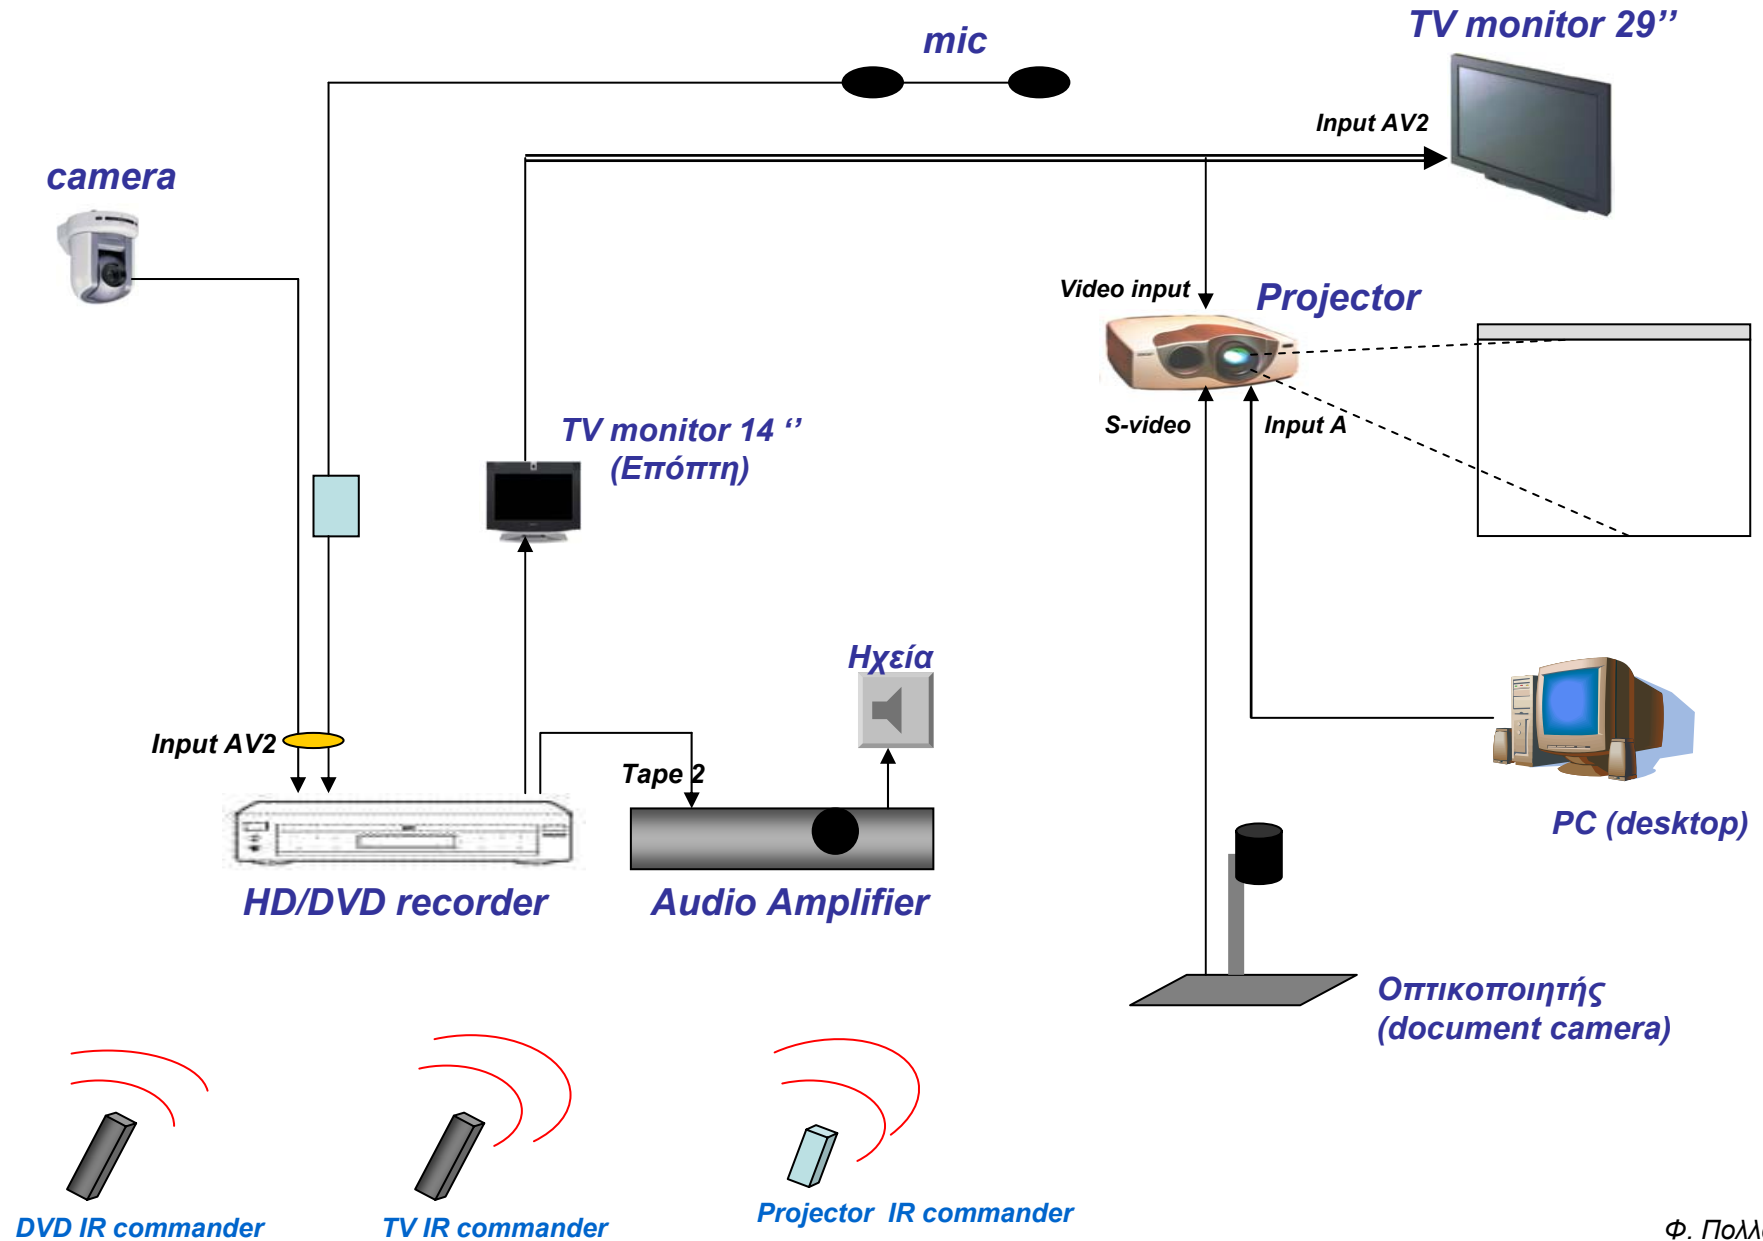 TV monitor 29’’
mic
Input AV2
camera
Video input
Projector
S-video
Input A
TV monitor 14 ‘’
(Επόπτη)
Ηχεία
Input AV2
Tape 2
PC (desktop)
HD/DVD recorder
Audio Amplifier
Οπτικοποιητής
(document camera)
DVD IR commander
TV IR commander
Projector IR commander
Φ.